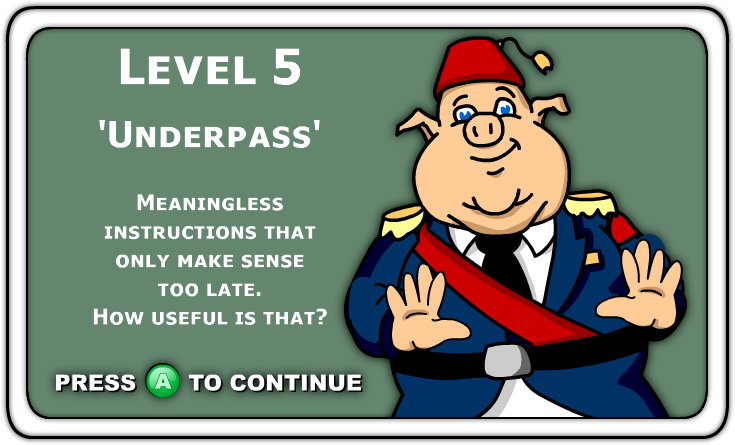 Level 5
'Underpass'
Meaningless
instructions that
only make sense
too late.
How useful is that?
PRESS A TO CONTINUE